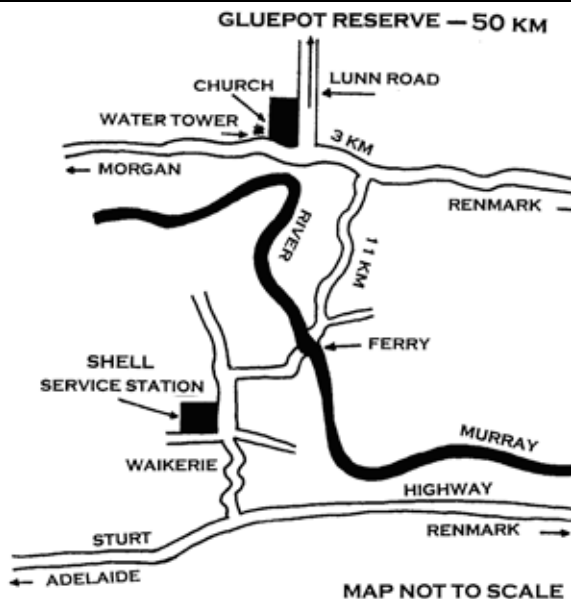 GLUEPOT RESERVE — 50 KM
LUNN ROAD
CHURCH
WATER TOWER
3 KM
MORGAN
RENMARK
RIVER
11 KM
FERRY
SHELL
SERVICE STATION
MURRAY
WAIKERIE
HIGHWAY
STURT
RENMARK
ADELAIDE
MAP NOT TO SCALE